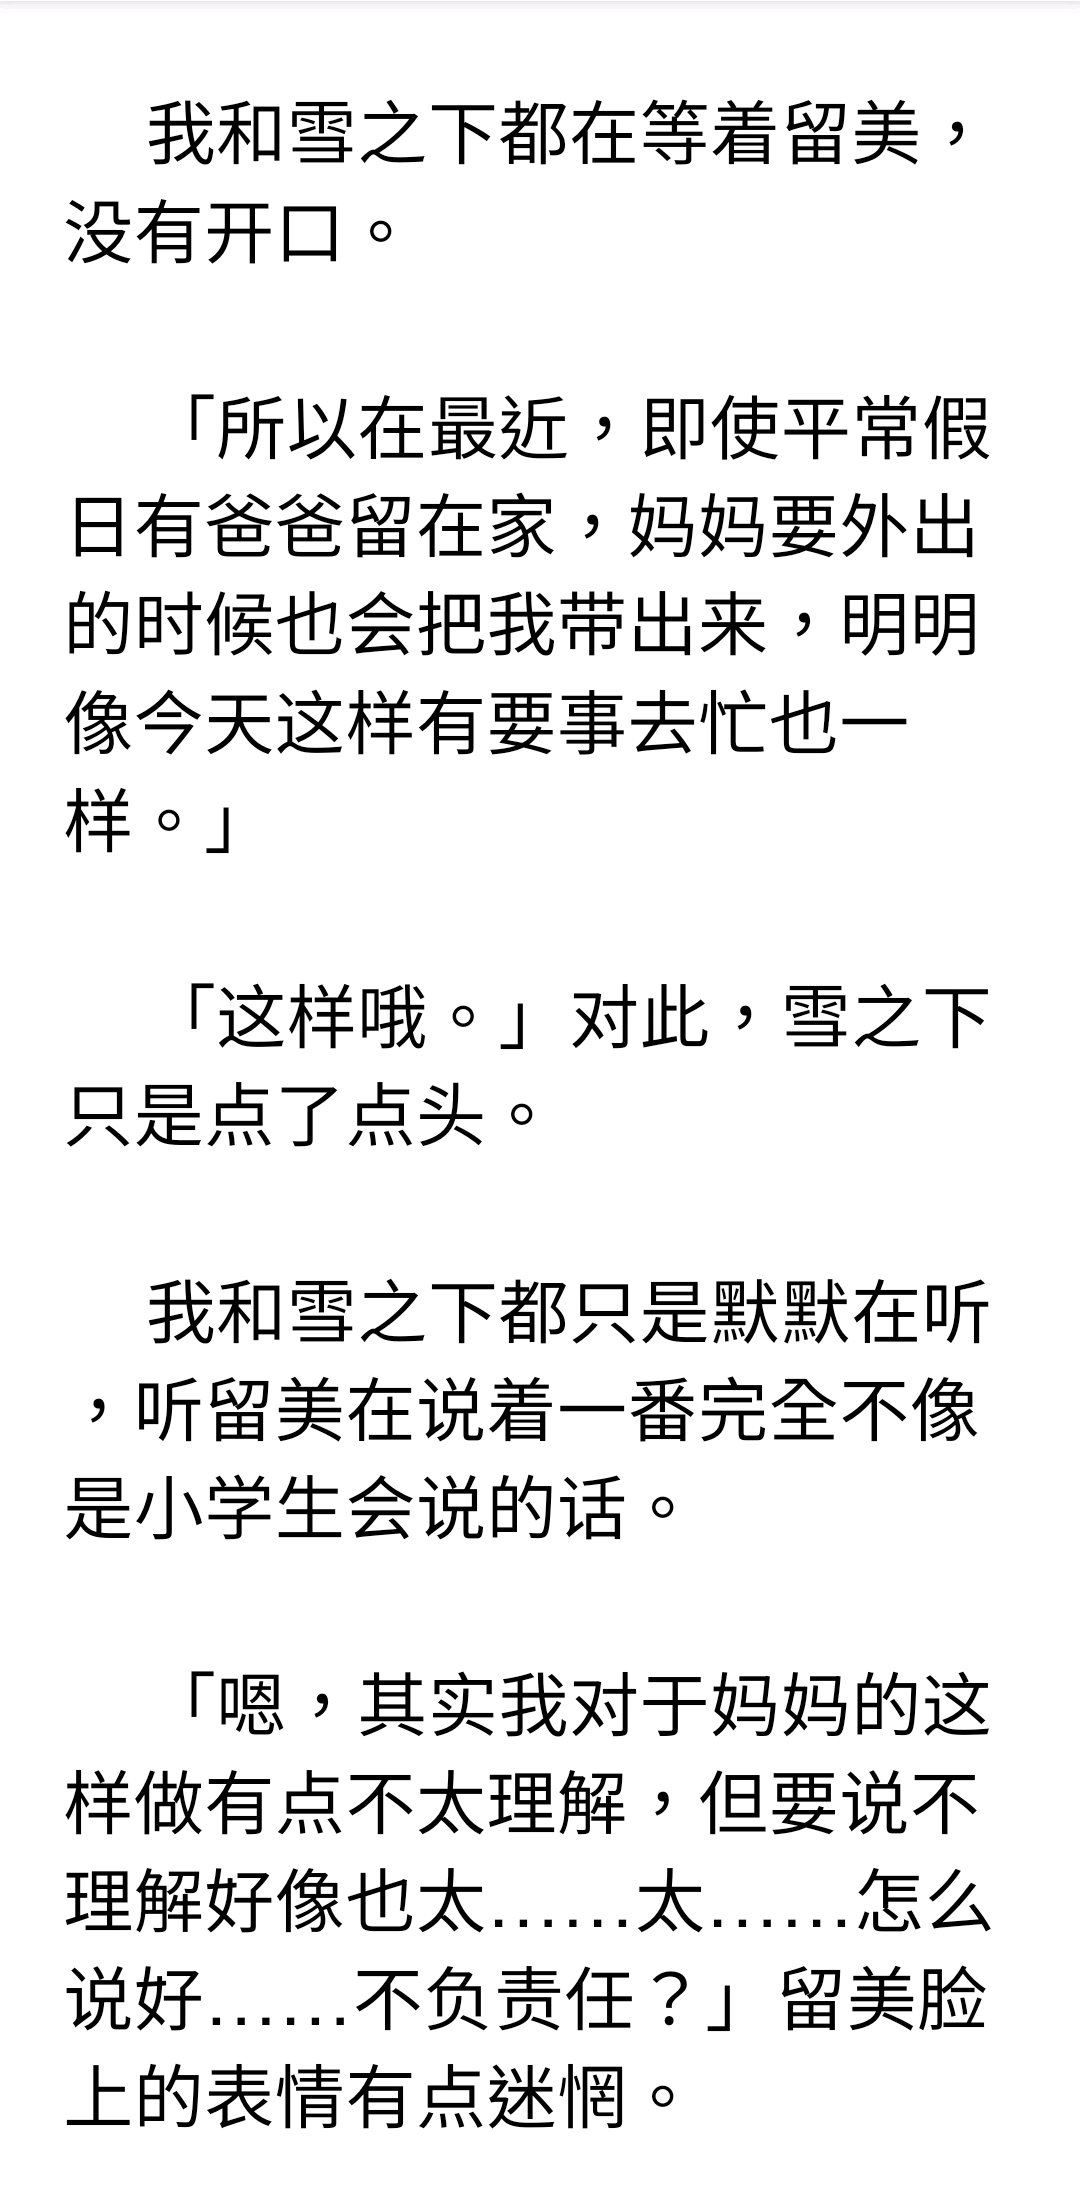 我和雪之下都在等着留美，
没有开口。
「所以在最近，即使平常假
日有爸爸留在家，妈妈要外出
的时候也会把我带出来，明明
像今天这样有要事去忙也一
样。」
「这样哦。」对此，雪之下
只是点了点头。
我和雪之下都只是默默在听
，听留美在说着一番完全不像
是小学生会说的话。
「嗯，其实我对于妈妈的这
样做有点不太理解，但要说不
理解好像也太……太……怎么
说好……不负责任？」留美脸
上的表情有点迷惘。